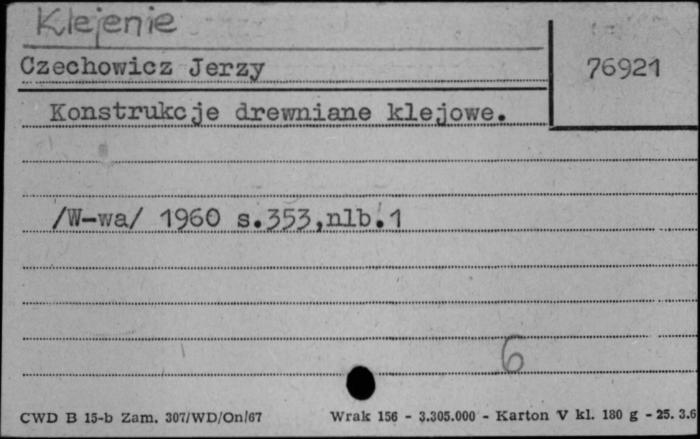 Klejenie
Czechowicz Jerzy
76921
Konstrukcje drewniane klejowe.
/W-wa/ 1960 s.353,nlb.1
6
CWD B 15-b Zam. 307/WD/On/67 Wrak 156 - 3.305.000 - Karton V kl. 180 g - 25. 3.6